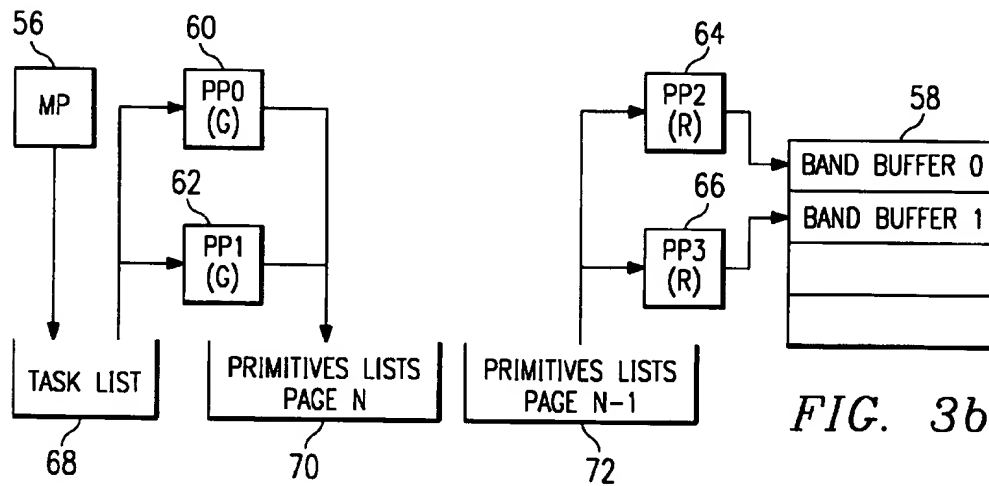 56
MP
60
PP0
(G)
62
PP1
(G)
64
PP2
(R)
66
PP3
(R)
58
BAND BUFFER 0
BAND BUFFER 1
TASK LIST
68
PRIMITIVES LISTS
PAGE N
70
PRIMITIVES LISTS
PAGE N-1
72
FIG. 3b